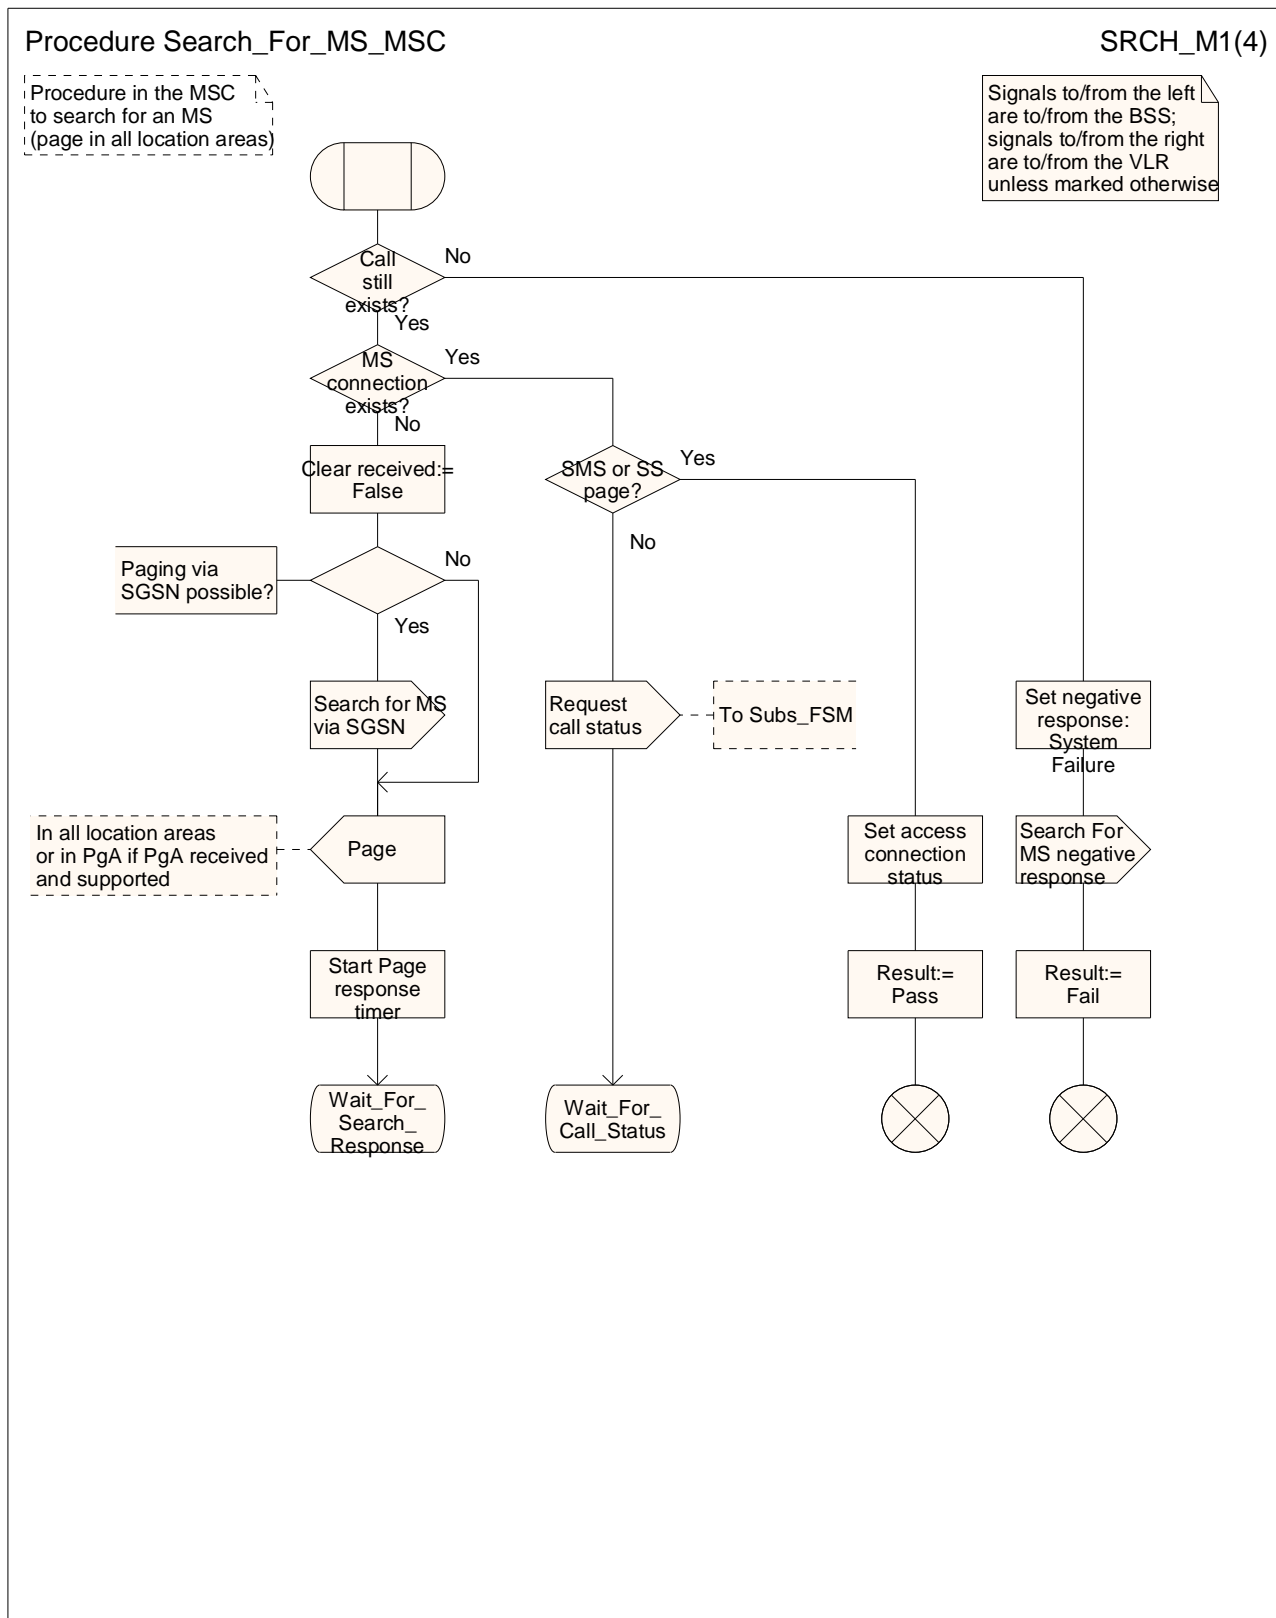 Procedure Search_For_MS_MSC
SRCH_M1(4)
Procedure in the MSC
to search for an MS
(page in all location areas)
Signals to/from the left
are to/from the BSS;
signals to/from the right
are to/from the VLR
unless marked otherwise
Call
still
exists?
No
Yes
MS
connection
exists?
Yes
No
Clear received:=
False
SMS or SS
page?
Yes
No
Paging via
SGSN possible?
No
Yes
Search for MS
via SGSN
Request
call status
To Subs_FSM
Set negative
response:
System
Failure
In all location areas
or in PgA if PgA received
and supported
Page
Set access
connection
status
Search For
MS negative
response
Start Page
response
timer
Result:=
Pass
Result:=
Fail
Wait_For_
Search_
Response
Wait_For_
Call_Status